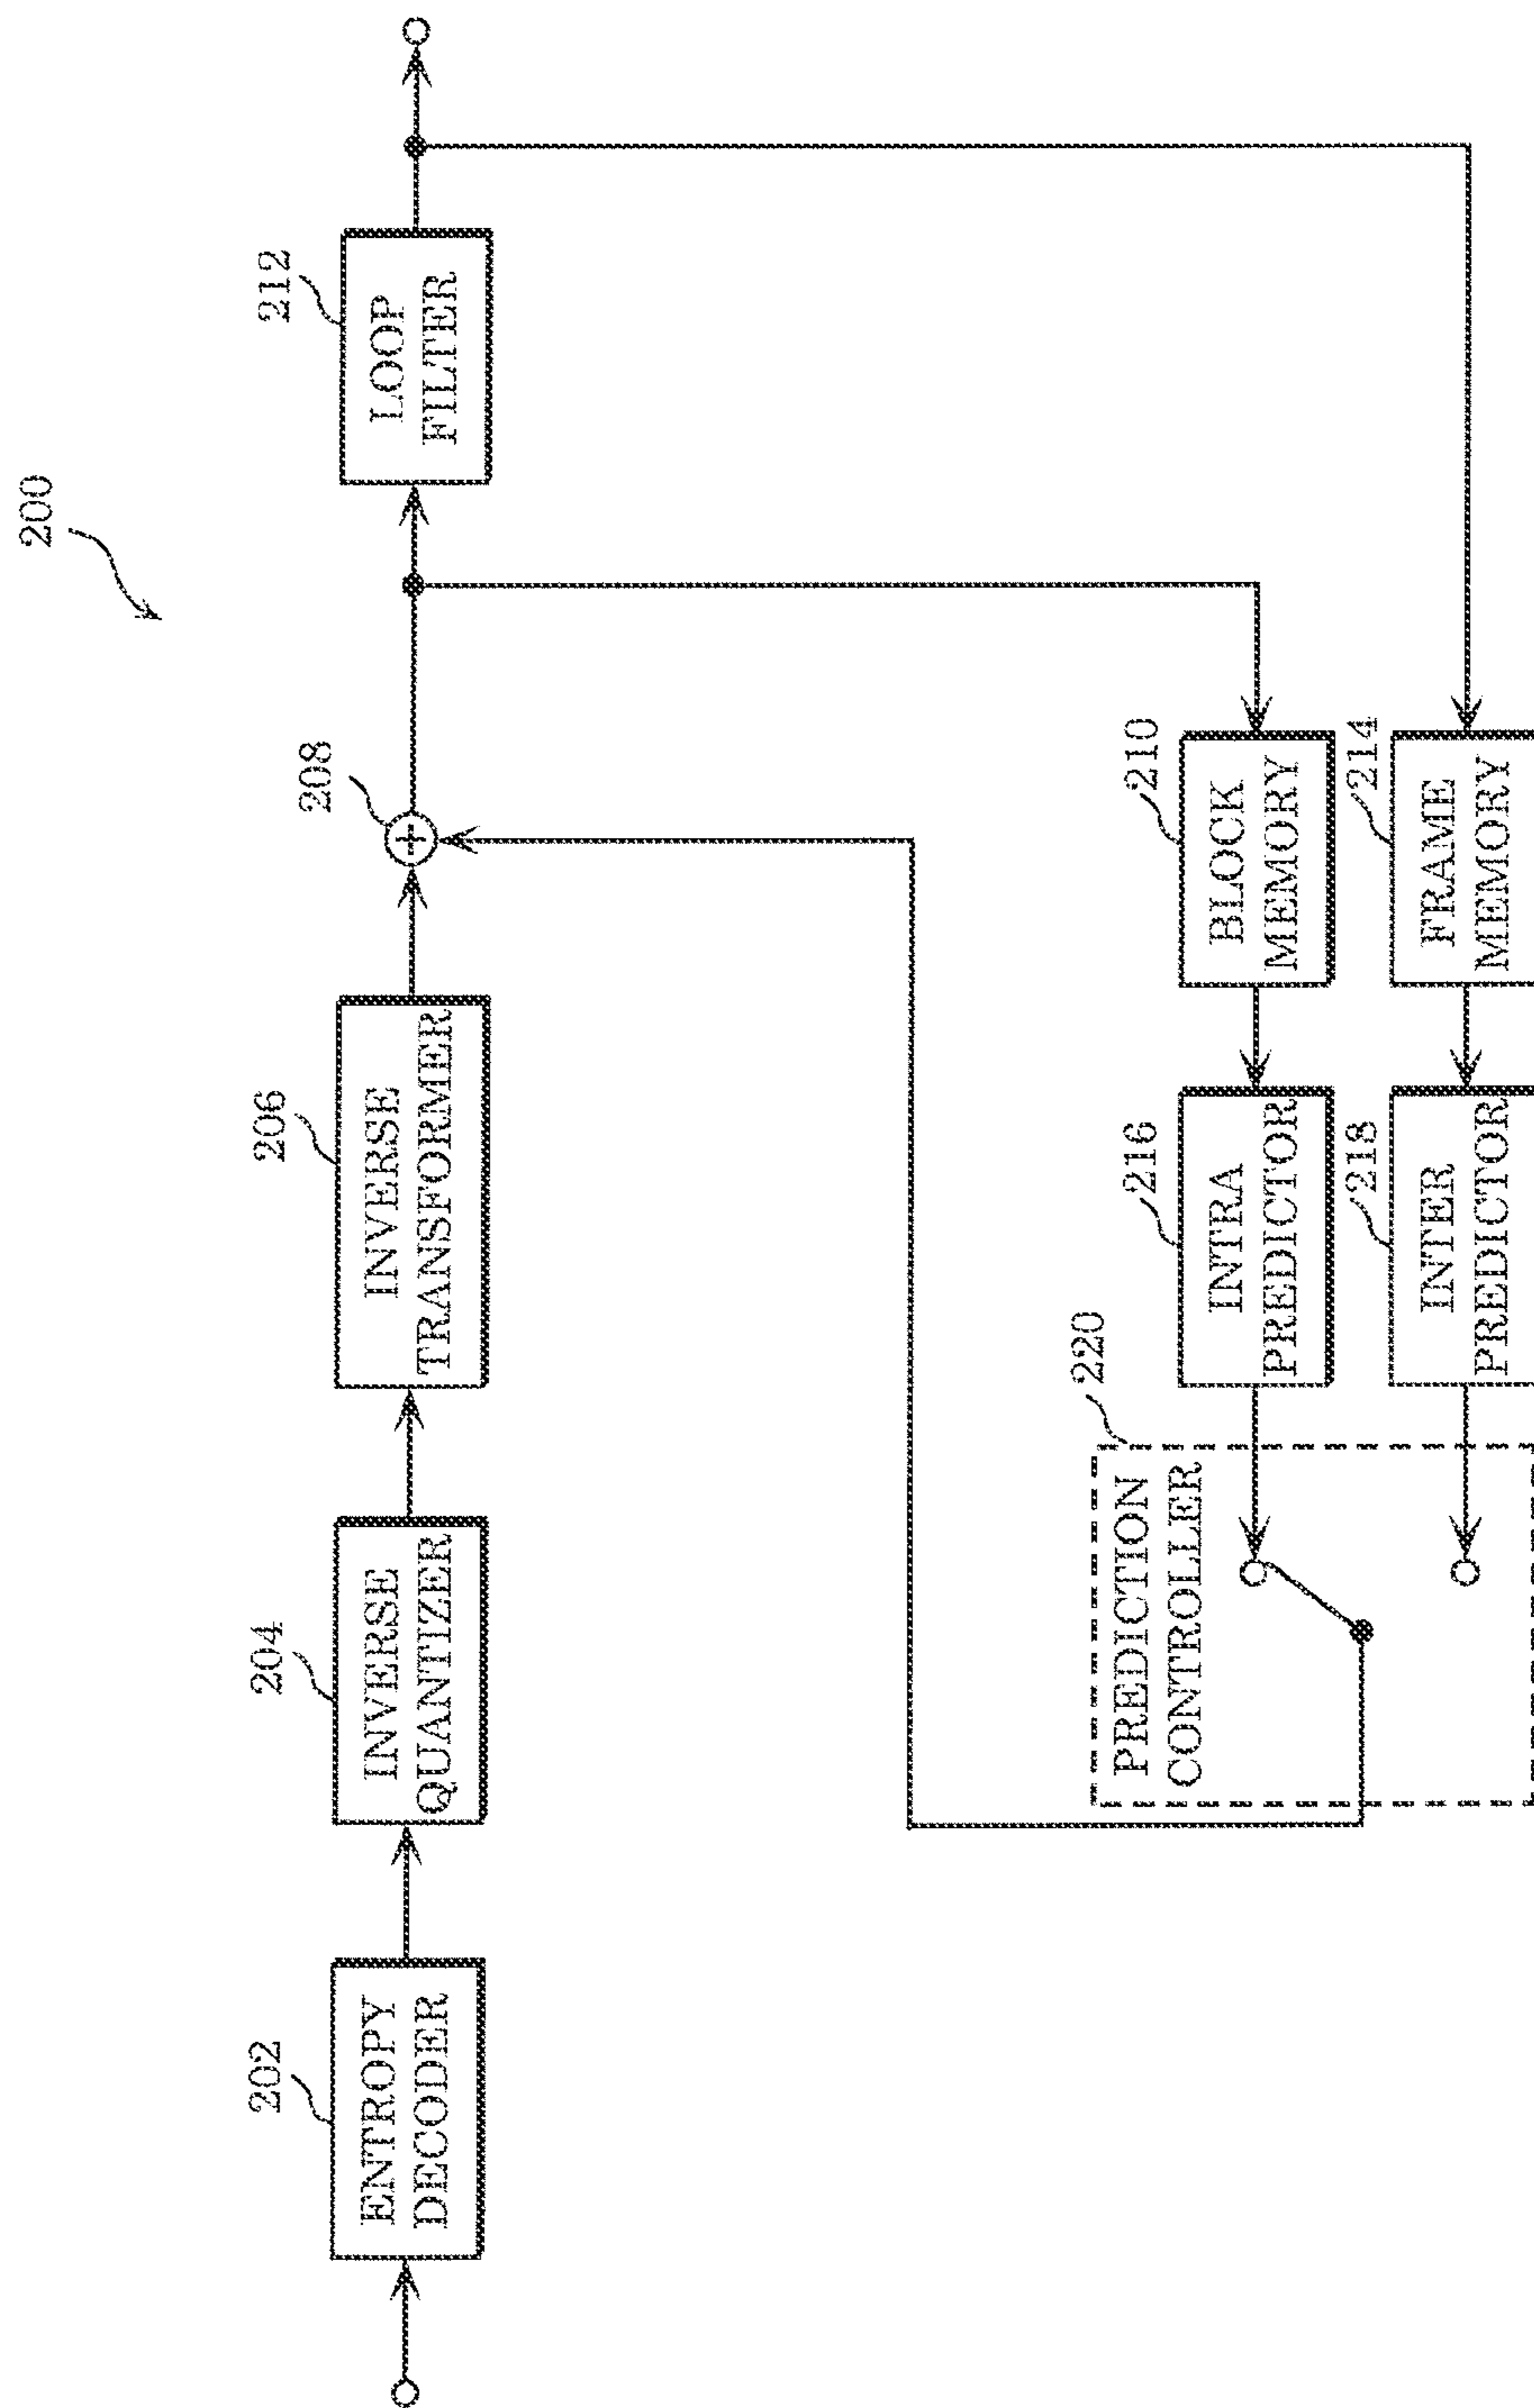 200
202
ENTROPY
DECODER
204
INVERSE
QUANTIZER
206
INVERSE
TRANSFORMER
208
+
212
LOOP
FILTER
220
PREDICTION
CONTROLLER
216
INTRA
PREDICTOR
210
BLOCK
MEMORY
218
INTER
PREDICTOR
214
FRAME
MEMORY